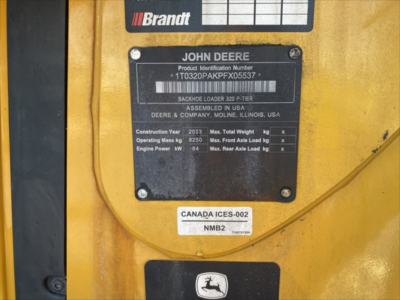 Brandt
JOHN DEERE
Product Identification Number
*1T0320PAKPFX05537*
BACKHOE LOADER 320 P-TIER
ASSEMBLED IN USA
DEERE & COMPANY, MOLINE, ILLINOIS, USA
Construction Year 2023 Max. Total Weight kg x
Operating Mass kg 8250 Max. Front Axle Load kg x
Engine Power kW 64 Max. Rear Axle Load kg x
CANADA ICES-002
NMB2